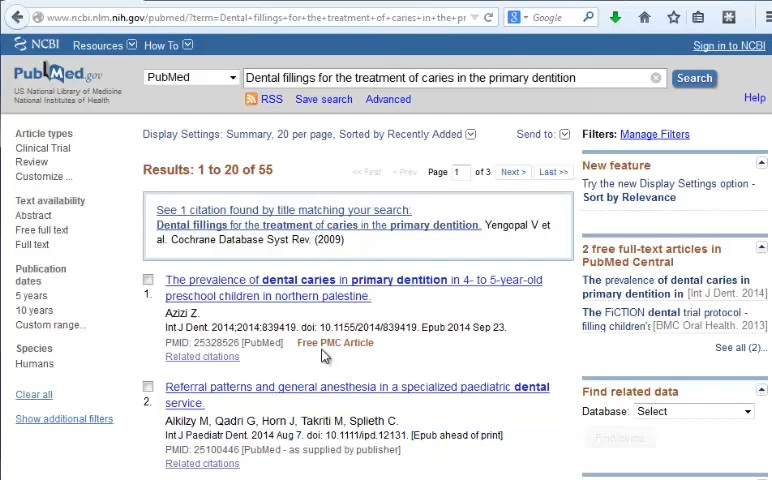 www.ncbi.nlm.nih.gov/pubmed/?term=Dental+fillings+for+the+treatment+of+caries+in+the+pr
Google
NCBI Resources How To Sign in to NCBI
PubMed.gov
US National Library of Medicine
National Institutes of Health
PubMed
Dental fillings for the treatment of caries in the primary dentition
Search
RSS Save search Advanced
Help
Article types
Clinical Trial
Review
Customize ...
Text availability
Abstract
Free full text
Full text
Publication
dates
5 years
10 years
Custom range...
Species
Humans
Clear all
Show additional filters
Display Settings: Summary, 20 per page, Sorted by Recently Added Send to:
Results: 1 to 20 of 55
<< First < Prev Page 1 of 3 Next > Last >>
See 1 citation found by title matching your search:
Dental fillings for the treatment of caries in the primary dentition. Yengopal V et
al. Cochrane Database Syst Rev. (2009)
The prevalence of dental caries in primary dentition in 4- to 5-year-old
1. preschool children in northern palestine.
Azizi Z.
Int J Dent. 2014;2014:839419. doi: 10.1155/2014/839419. Epub 2014 Sep 23.
PMID: 25328526 [PubMed] Free PMC Article
Related citations
Referral patterns and general anesthesia in a specialized paediatric dental
2. service.
Alkilzy M, Qadri G, Horn J, Takriti M, Splieth C.
Int J Paediatr Dent. 2014 Aug 7. doi: 10.1111/ipd.12131. [Epub ahead of print]
PMID: 25100446 [PubMed - as supplied by publisher]
Related citations
Filters: Manage Filters
New feature
Try the new Display Settings option -
Sort by Relevance
2 free full-text articles in
PubMed Central
The prevalence of dental caries in
primary dentition in [Int J Dent. 2014]
The FiCTION dental trial protocol -
filling children's [BMC Oral Health. 2013]
See all (2)...
Find related data
Database: Select
Find items